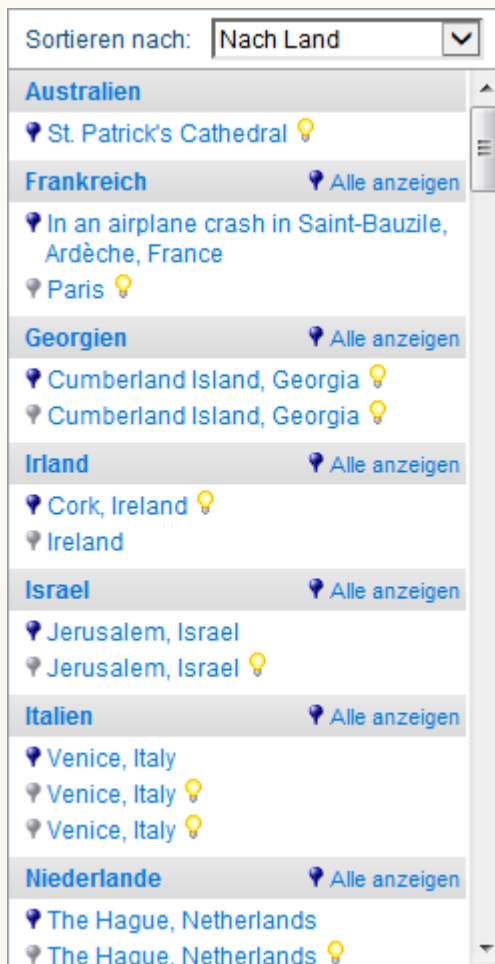 Sortieren nach: Nach Land
Australien
St. Patrick's Cathedral
Frankreich Alle anzeigen
In an airplane crash in Saint-Bauzile,
Ardèche, France
Paris
Georgien Alle anzeigen
Cumberland Island, Georgia
Cumberland Island, Georgia
Irland Alle anzeigen
Cork, Ireland
Ireland
Israel Alle anzeigen
Jerusalem, Israel
Jerusalem, Israel
Italien Alle anzeigen
Venice, Italy
Venice, Italy
Venice, Italy
Niederlande Alle anzeigen
The Hague, Netherlands
The Hague, Netherlands